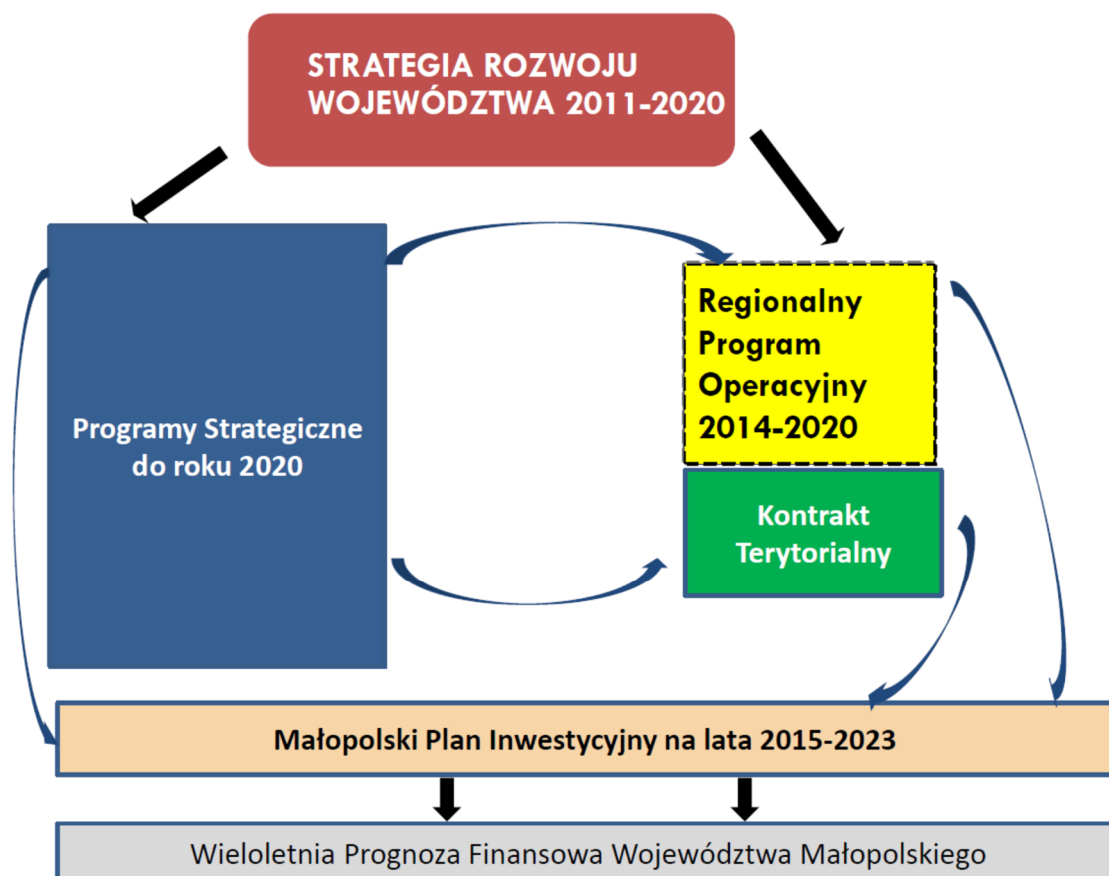 STRATEGIA ROZWOJU
WOJEWÓDZTWA 2011-2020
Programy Strategiczne
do roku 2020
Regionalny
Program
Operacyjny
2014-2020
Kontrakt
Terytorialny
Małopolski Plan Inwestycyjny na lata 2015-2023
Wieloletnia Prognoza Finansowa Województwa Małopolskiego